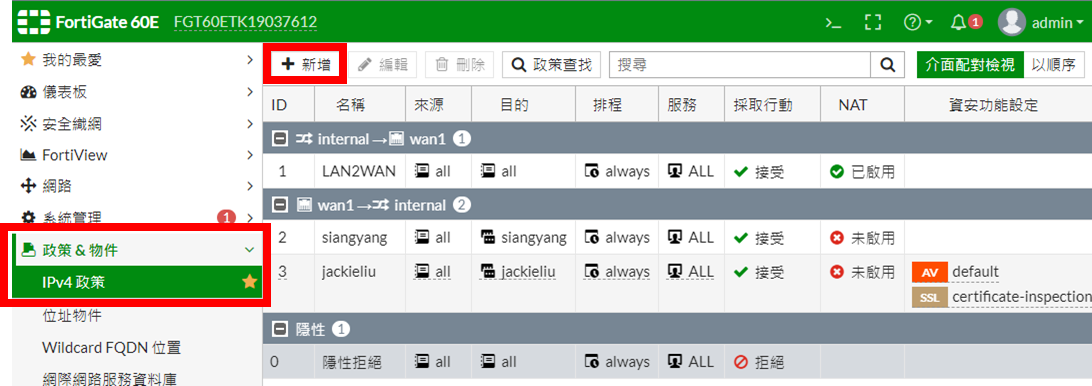 FortiGate 60E FGT60ETK19037612 >_ 1 admin
我的最愛
儀表板
安全織網
FortiView
網路
系統管理 1
政策 & 物件
IPv4 政策
位址物件
Wildcard FQDN 位置
網際網路服務資料庫
新增 編輯 刪除 政策查找 搜尋 介面配對檢視 以順序
ID 名稱 來源 目的 排程 服務 採取行動 NAT 資安功能設定
internal→wan1 1
1 LAN2WAN all all always ALL 接受 已啟用
wan1→internal 2
2 siangyang all siangyang always ALL 接受 未啟用
3 jackieliu all jackieliu always ALL 接受 未啟用 AV default
SSL certificate-inspection
隱性 1
0 隱性拒絕 all all always ALL 拒絕